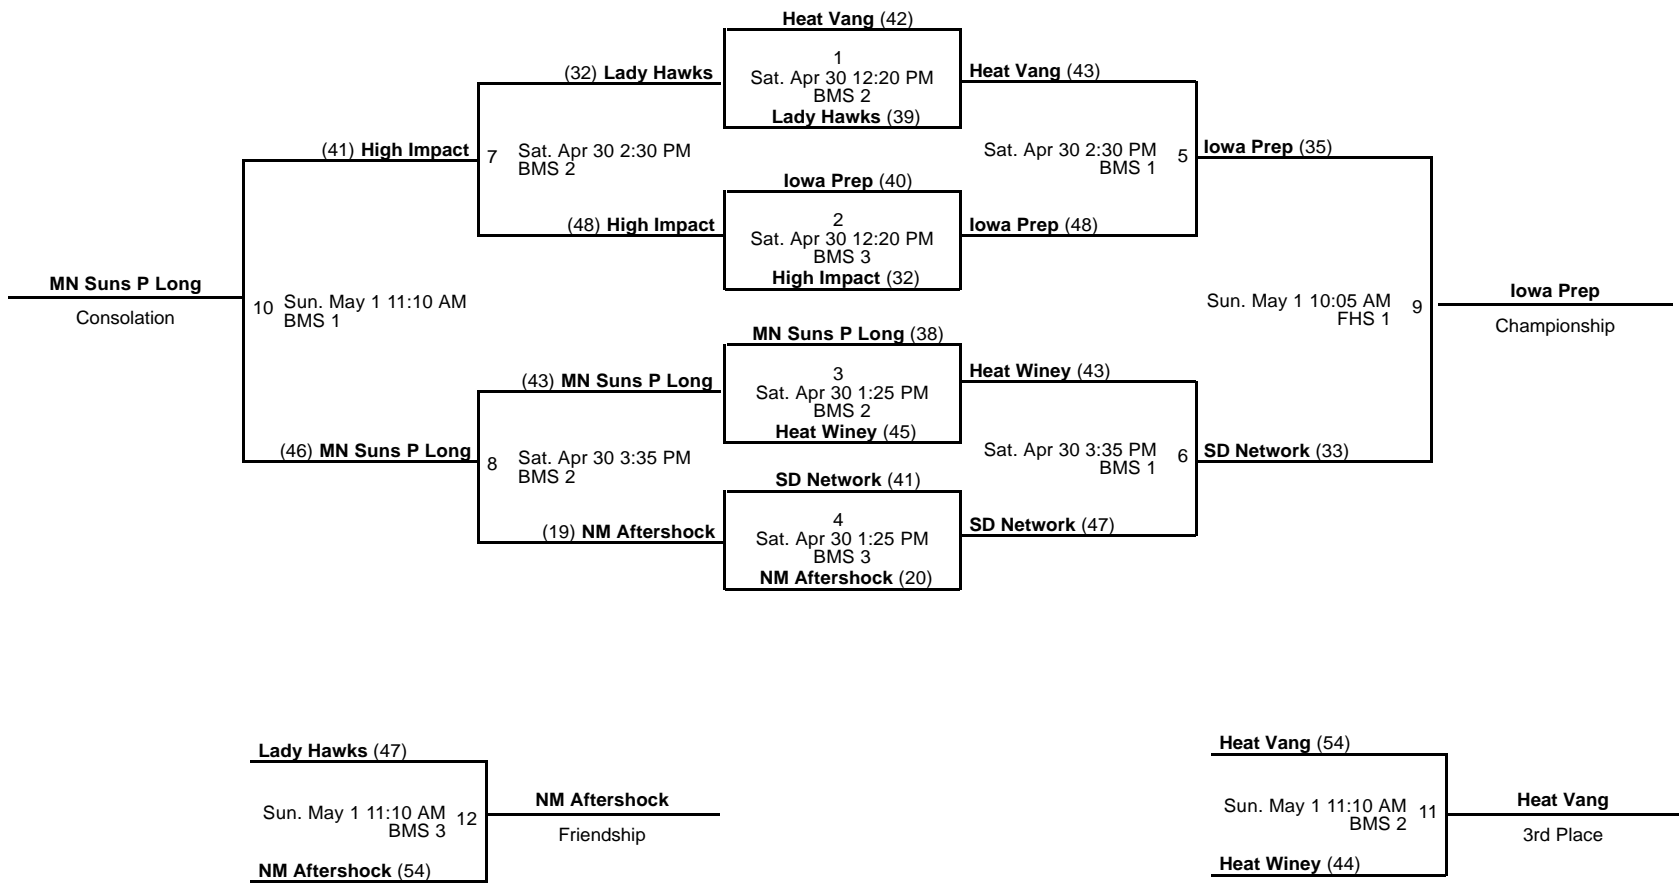 Heat Vang (42)
1
Sat. Apr 30 12:20 PM
BMS 2
Lady Hawks (39)
(32) Lady Hawks
Heat Vang (43)
(41) High Impact
7 Sat. Apr 30 2:30 PM
BMS 2
Sat. Apr 30 2:30 PM 5
BMS 1
Iowa Prep (35)
Iowa Prep (40)
2
Sat. Apr 30 12:20 PM
BMS 3
High Impact (32)
(48) High Impact
Iowa Prep (48)
MN Suns P Long
Consolation
10 Sun. May 1 11:10 AM
BMS 1
Sun. May 1 10:05 AM 9
FHS 1
Iowa Prep
Championship
MN Suns P Long (38)
3
Sat. Apr 30 1:25 PM
BMS 2
Heat Winey (45)
(43) MN Suns P Long
Heat Winey (43)
(46) MN Suns P Long
8 Sat. Apr 30 3:35 PM
BMS 2
Sat. Apr 30 3:35 PM 6
BMS 1
SD Network (33)
SD Network (41)
4
Sat. Apr 30 1:25 PM
BMS 3
NM Aftershock (20)
(19) NM Aftershock
SD Network (47)
Lady Hawks (47)
Sun. May 1 11:10 AM 12
BMS 3
NM Aftershock (54)
NM Aftershock
Friendship
Heat Vang (54)
Sun. May 1 11:10 AM 11
BMS 2
Heat Winey (44)
Heat Vang
3rd Place